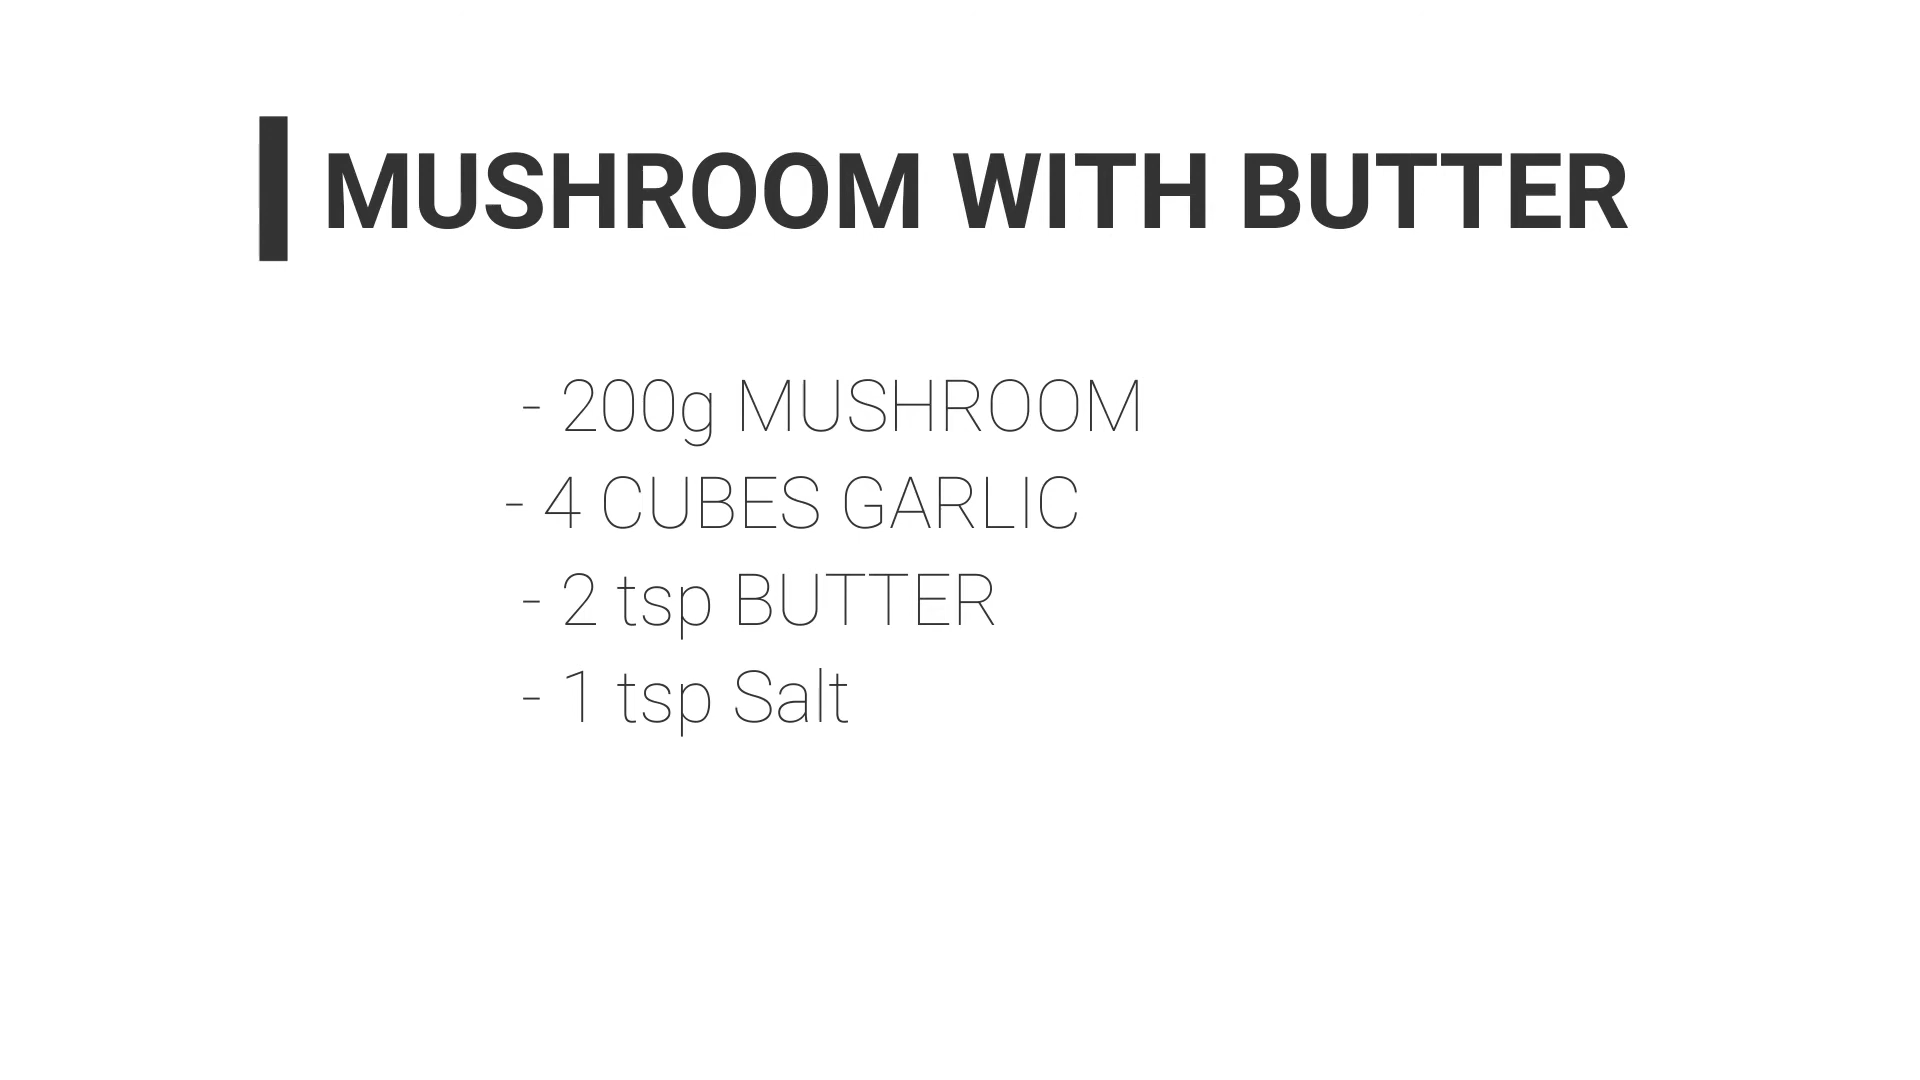 MUSHROOM WITH BUTTER
- 200g MUSHROOM
- 4 CUBES GARLIC
- 2 tsp BUTTER
- 1 tsp Salt